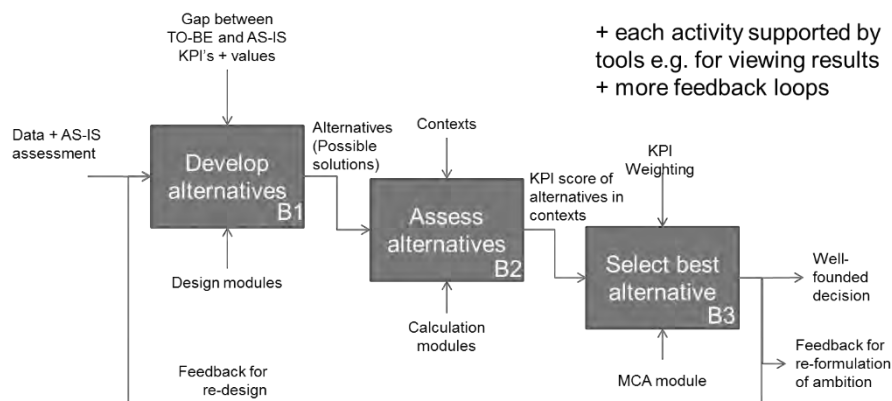 Gap between
TO-BE and AS-IS
KPI's + values
+ each activity supported by
tools e.g. for viewing results
+ more feedback loops
Data + AS-IS
assessment
Develop
alternatives
B1
Alternatives
(Possible
solutions)
Contexts
Design modules
Assess
alternatives
B2
KPI score of
alternatives in
contexts
KPI
Weighting
Calculation
modules
Select best
alternative
B3
Well-
founded
decision
MCA module
Feedback for
re-formulation
of ambition
Feedback for
re-design